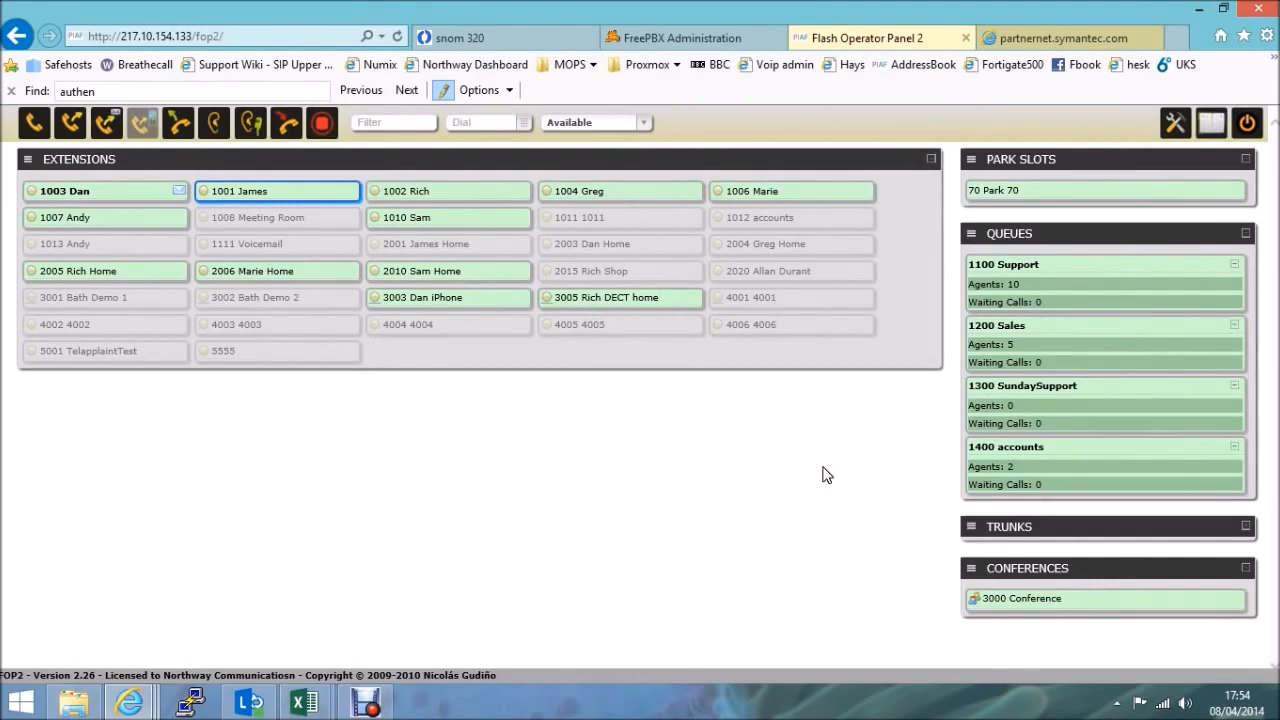 http://217.10.154.133/fop2/
snom 320
FreePBX Administration
Flash Operator Panel 2
partnernet.symantec.com
Safehosts
Breathecall
Support Wiki - SIP Upper ...
Numix
Northway Dashboard
MOPS
Proxmox
BBC
Voip admin
Hays
AddressBook
Fortigate500
Fbook
hesk
UKS
Find: authen
Previous
Next
Options
Filter
Dial
Available
EXTENSIONS
1003 Dan
1001 James
1002 Rich
1004 Greg
1006 Marie
1007 Andy
1008 Meeting Room
1010 Sam
1011 1011
1012 accounts
1013 Andy
1111 Voicemail
2001 James Home
2003 Dan Home
2004 Greg Home
2005 Rich Home
2006 Marie Home
2010 Sam Home
2015 Rich Shop
2020 Allan Durant
3001 Bath Demo 1
3002 Bath Demo 2
3003 Dan iPhone
3005 Rich DECT home
4001 4001
4002 4002
4003 4003
4004 4004
4005 4005
4006 4006
5001 TelapplaintTest
5555
PARK SLOTS
70 Park 70
QUEUES
1100 Support
Agents: 10
Waiting Calls: 0
1200 Sales
Agents: 5
Waiting Calls: 0
1300 SundaySupport
Agents: 0
Waiting Calls: 0
1400 accounts
Agents: 2
Waiting Calls: 0
TRUNKS
CONFERENCES
3000 Conference
FOP2 - Version 2.26 - Licensed to Northway Communicatiosn - Copyright © 2009-2010 Nicolás Gudiño
17:54
08/04/2014